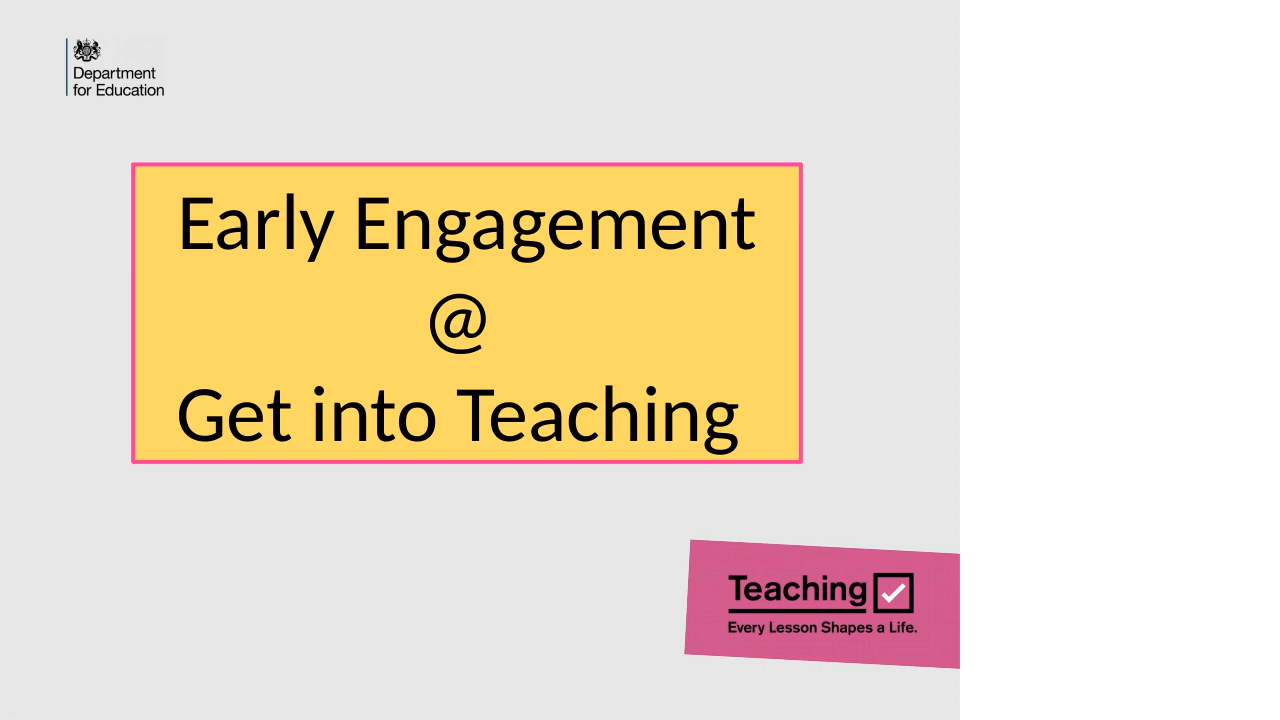 Department
for Education
Early Engagement
@
Get into Teaching
Teaching
Every Lesson Shapes a Life.